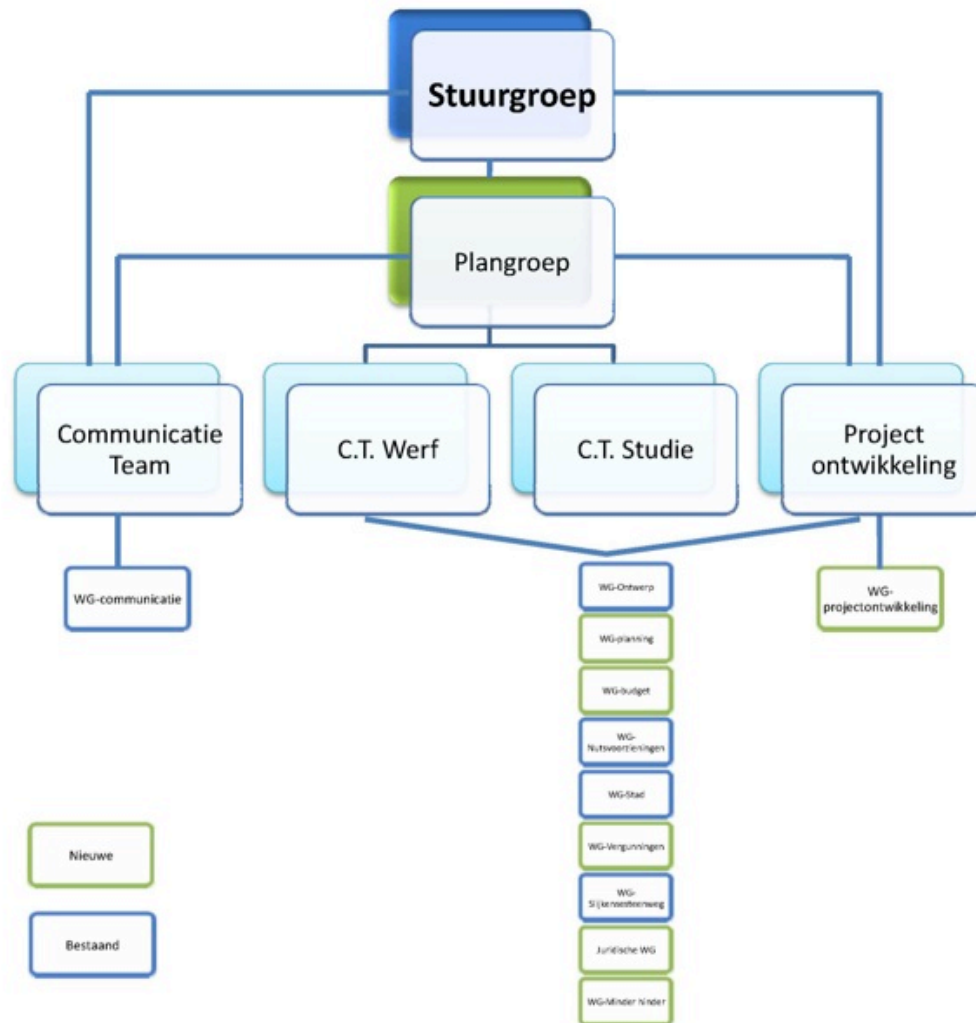 Stuurgroep
Plangroep
Communicatie
Team
C.T. Werf
C.T. Studie
Project
ontwikkeling
WG-communicatie
WG-Ontwerp
WG-
projectontwikkeling
WG-planning
WG-budget
WG-
Nutsvoorzieningen
WG-Stad
WG-Vergunningen
WG-
Slijkensesteenweg
Juridische WG
WG-Minder hinder
Nieuwe
Bestaand